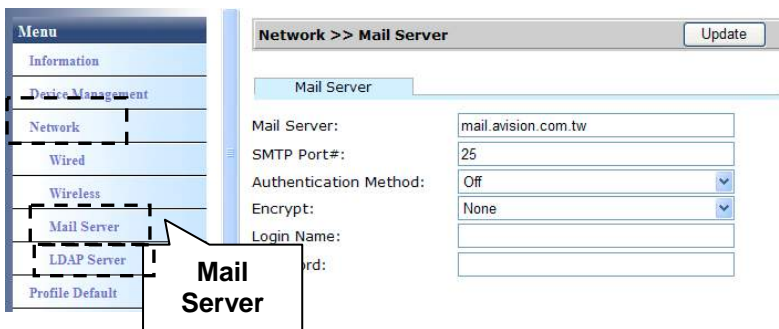 Menu
Information
Device Management
Network
Wired
Wireless
Mail Server
LDAP Server
Profile Default
Network >> Mail Server
Update
Mail Server
Mail Server: mail.avision.com.tw
SMTP Port#: 25
Authentication Method: Off
Encrypt: None
Login Name:
ord:
Mail
Server